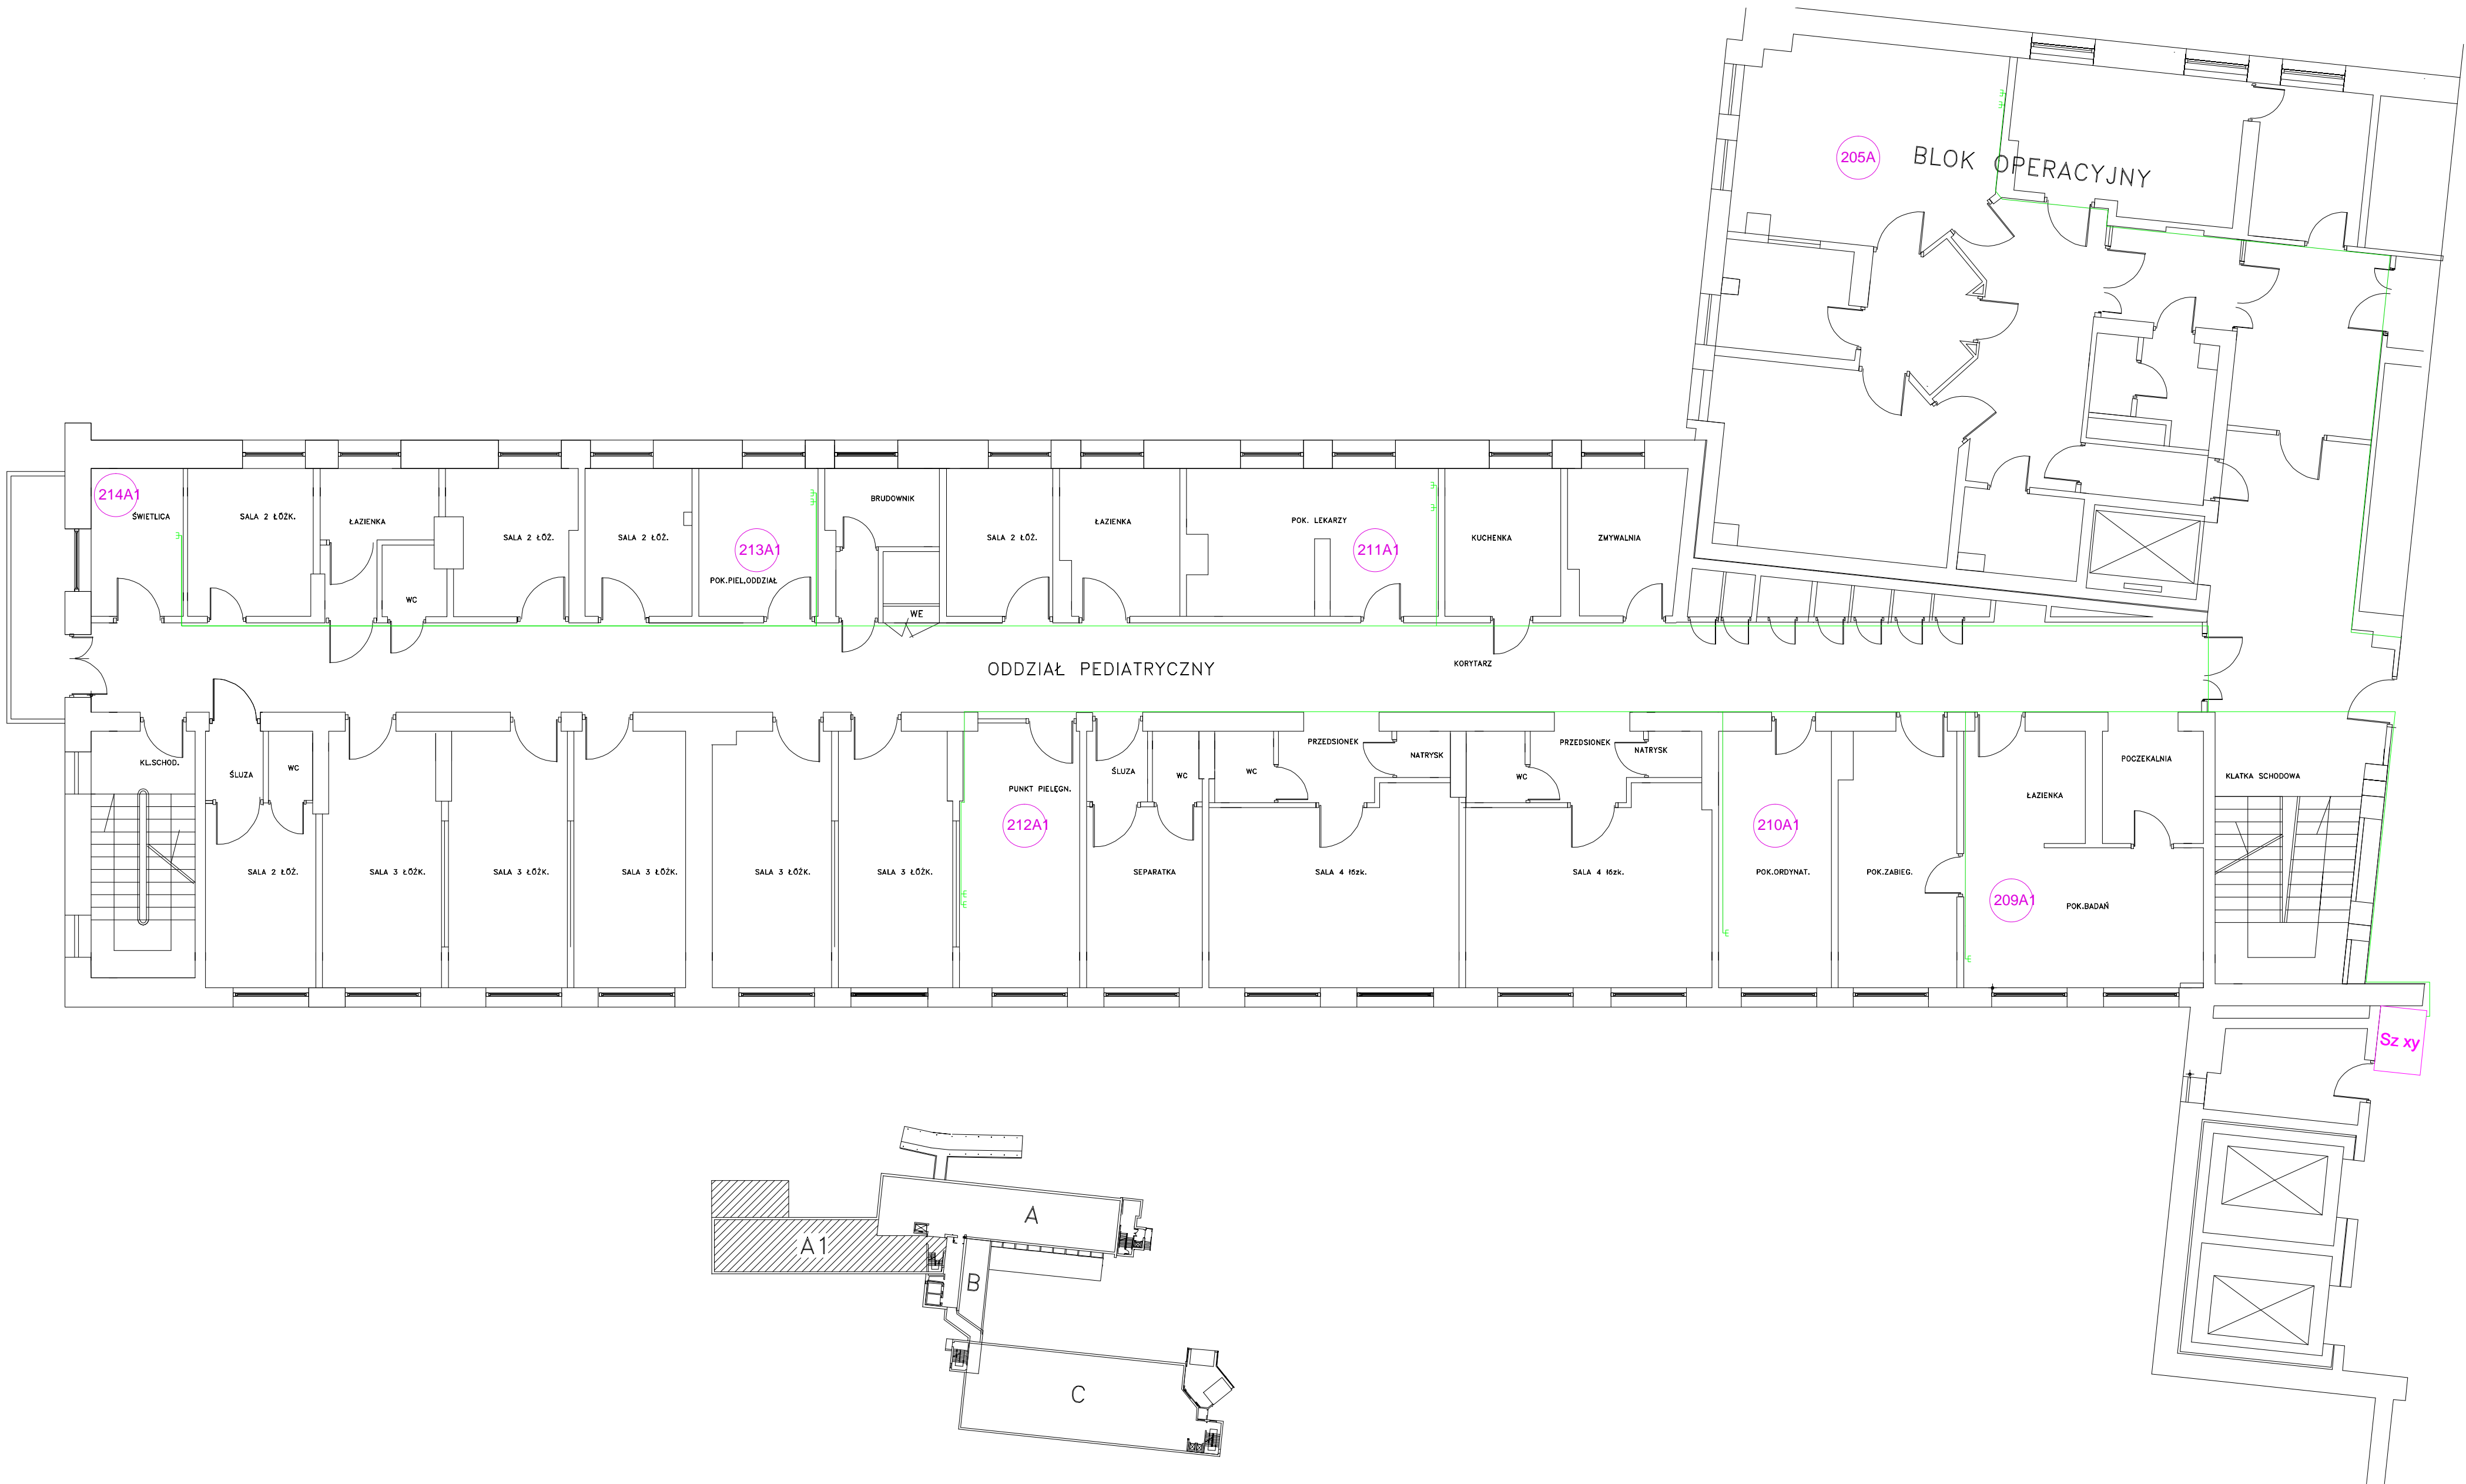 205A
BLOK OPERACYJNY
214A1
ŚWIETLICA
SALA 2 ŁÓŻK.
ŁAZIENKA
WC
SALA 2 ŁÓŻ.
SALA 2 ŁÓŻ.
213A1
POK.PIEL.ODDZIAŁ
BRUDOWNIK
WE
SALA 2 ŁÓŻ.
ŁAZIENKA
POK. LEKARZY
211A1
KUCHENKA
ZMYWALNIA
ODDZIAŁ PEDIATRYCZNY
KORYTARZ
KL.SCHOD.
ŚLUZA
WC
SALA 2 ŁÓŻ.
SALA 3 ŁÓŻK.
SALA 3 ŁÓŻK.
SALA 3 ŁÓŻK.
SALA 3 ŁÓŻK.
SALA 3 ŁÓŻK.
PUNKT PIELĘGN.
212A1
ŚLUZA
WC
SEPARATKA
WC
PRZEDSIONEK
NATRYSK
SALA 4 łózk.
WC
PRZEDSIONEK
NATRYSK
SALA 4 łózk.
210A1
POK.ORDYNAT.
POK.ZABIEG.
209A1
ŁAZIENKA
POCZEKALNIA
POK.BADAŃ
KLATKA SCHODOWA
Sz xy
A
A1
B
C